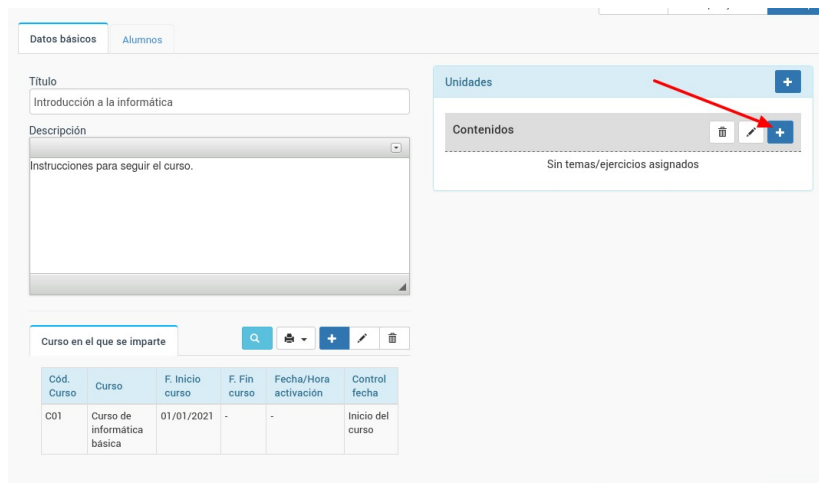 Datos básicos
Alumnos
Título
Introducción a la informática
Descripción
Instrucciones para seguir el curso.
Curso en el que se imparte
Cód. Curso
Curso
F. Inicio curso
F. Fin curso
Fecha/Hora activación
Control fecha
C01
Curso de informática básica
01/01/2021
-
-
Inicio del curso
Unidades
Contenidos
Sin temas/ejercicios asignados